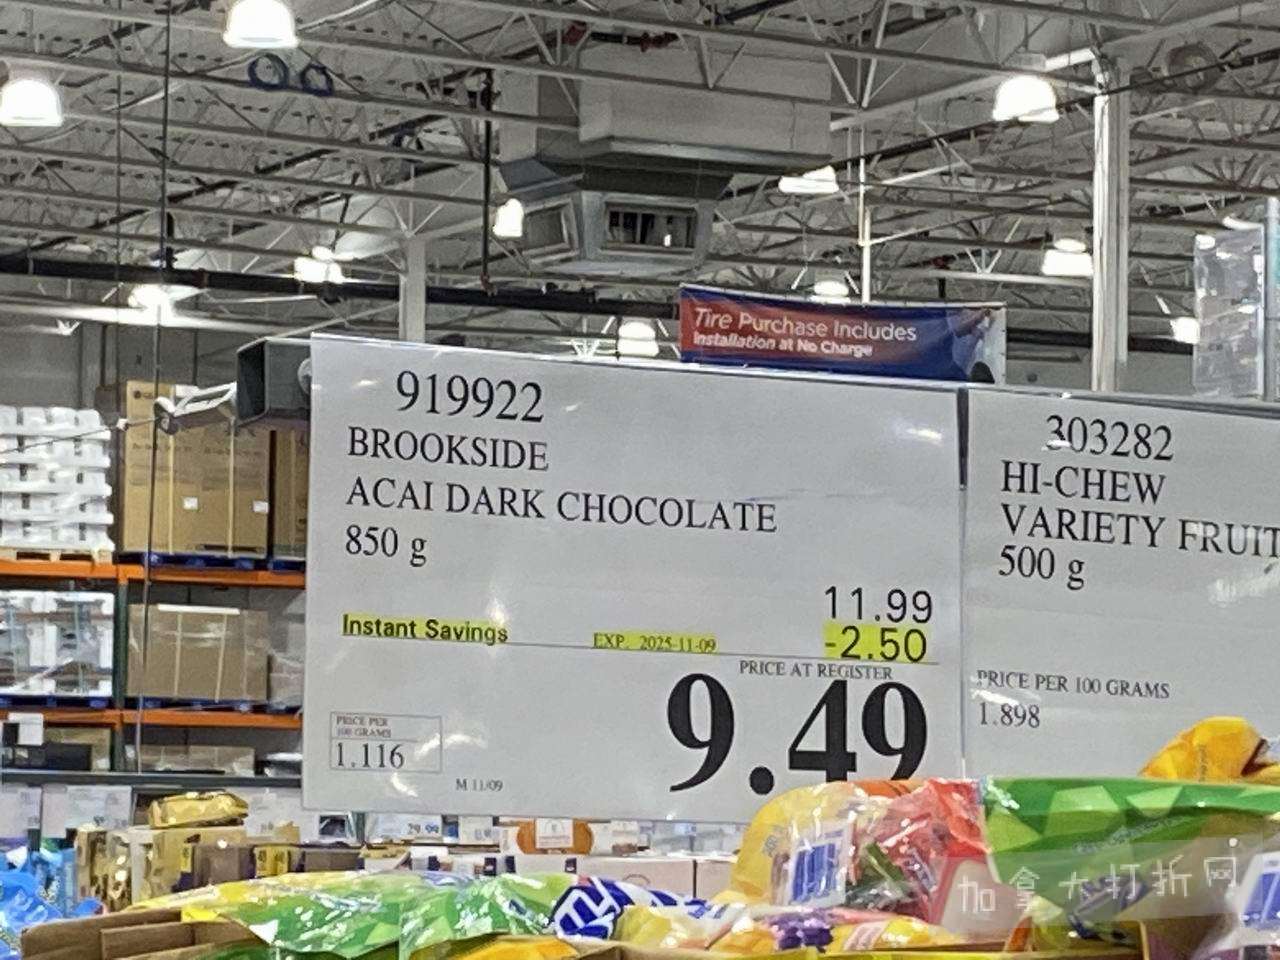 Tire Purchase Includes
Installation at No Charge
919922
BROOKSIDE
ACAI DARK CHOCOLATE
850 g
11.99
Instant Savings EXP. 2025-11-09 -2.50
PRICE AT REGISTER
9.49
PRICE PER
100 GRAMS
1.116
M 11/09
303282
HI-CHEW
VARIETY FRUIT
500 g
PRICE PER 100 GRAMS
1.898
29.99
加拿大打折网